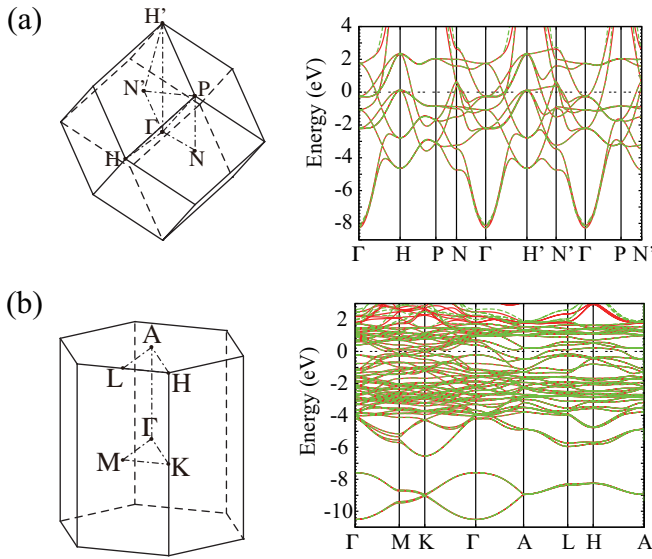 (a)
H’
N’
P
Γ
H
N
Energy (eV)
4
2
0
-2
-4
-6
-8
Γ H P N Γ H’ N’ Γ P N’
(b)
A
L
H
Γ
M
K
Energy (eV)
2
0
-2
-4
-6
-8
-10
Γ M K Γ A L H A